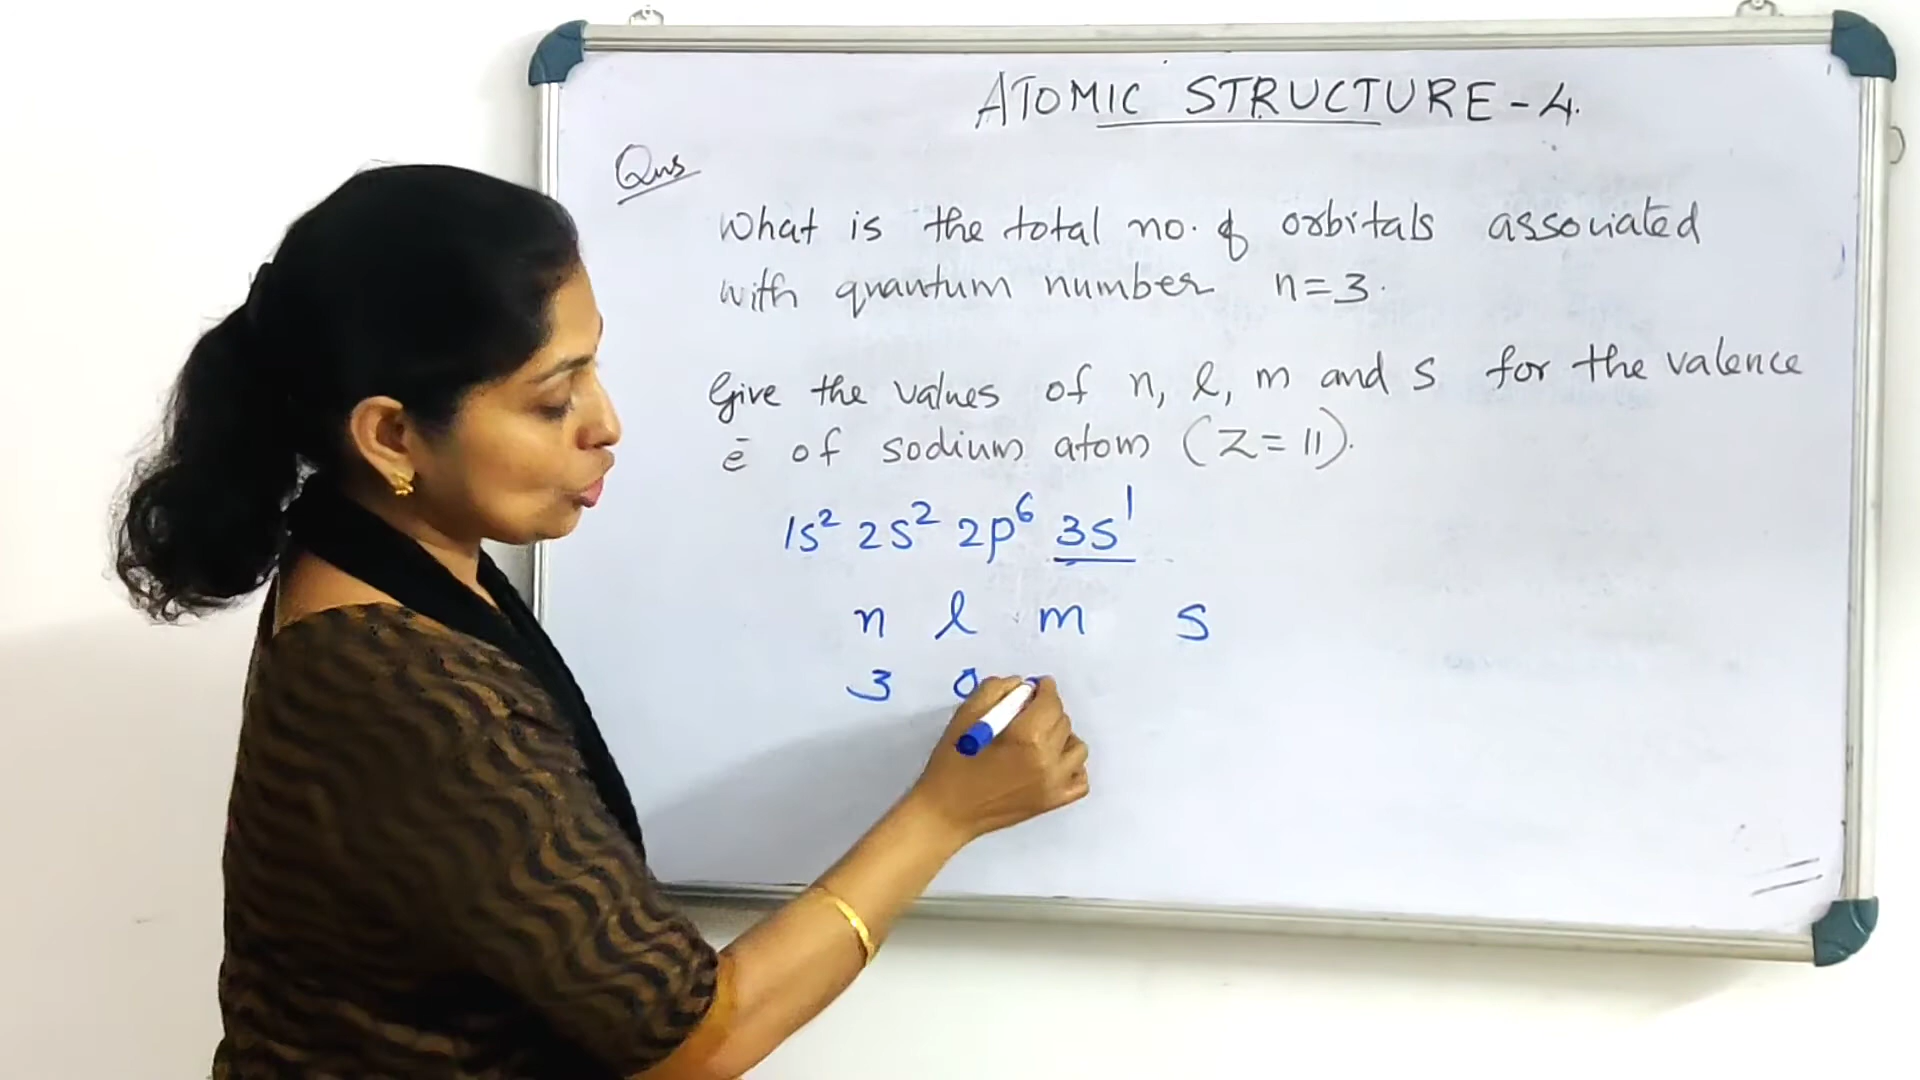 ATOMIC STRUCTURE - 4.
Qns
What is the total no. of orbitals associated
with quantum number n=3.
Give the values of n, l, m and s for the valence
ē of sodium atom (Z=11).
1s² 2s² 2p⁶ 3s¹
n l m s
3 0